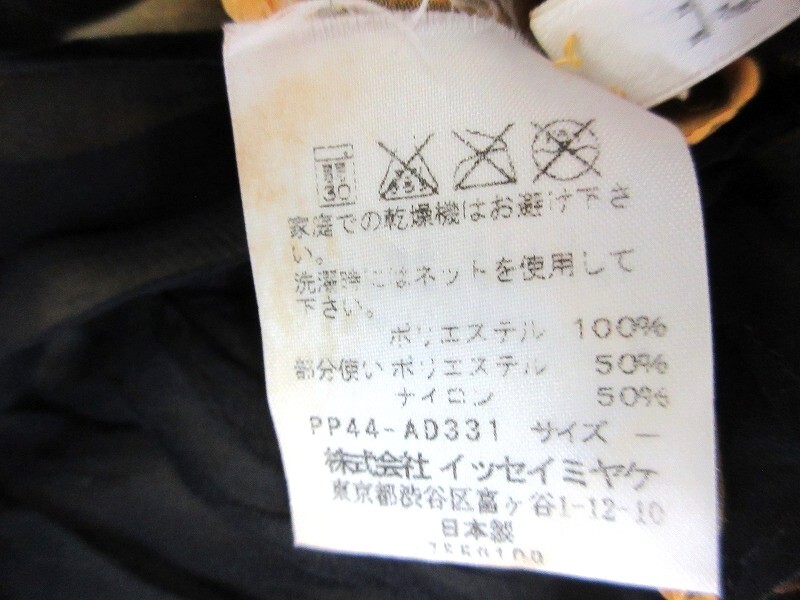 家庭での乾燥機はお避け下さ
い。
洗濯時にはネットを使用して
下さい。
ポリエステル 100%
部分使い ポリエステル 50%
ナイロン 50%
PP44-AD331 サイズ —
株式会社 イッセイミヤケ
東京都渋谷区富ヶ谷1-12-10
日本製